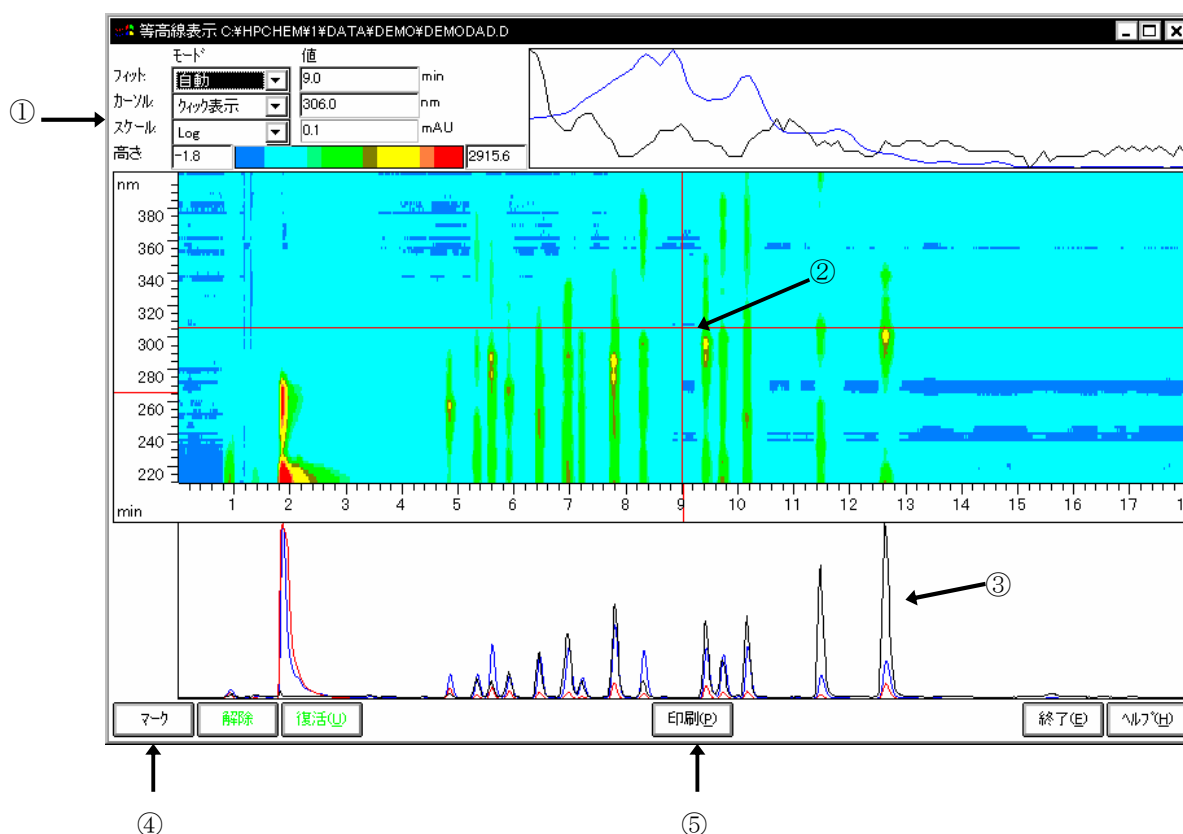 等高線表示 C:¥HPCHEM¥1¥DATA¥DEMO¥DEMODAD.D
モード 値
フィット: 自動 9.0 min
カーソル: クィック表示 306.0 nm
スケール: Log 0.1 mAU
高さ: -1.8 2915.6
①
nm
380
360
340
320
300
280
260
240
220
②
min 1 2 3 4 5 6 7 8 9 10 11 12 13 14 15 16 17
③
マーク 解除 復活(U) 印刷(P) 終了(E) ヘルプ(H)
④ ⑤